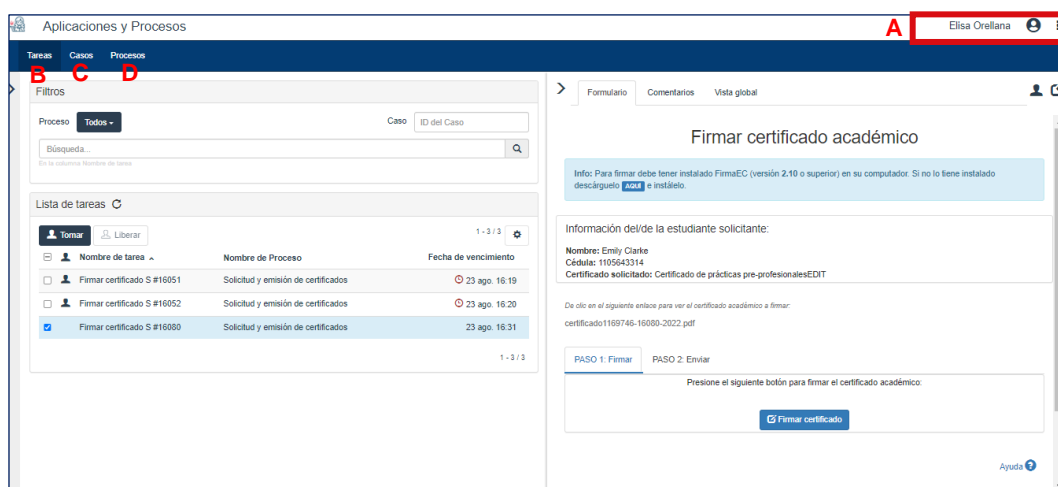 Aplicaciones y Procesos
A
Elisa Orellana
Tareas Casos Procesos
B C D
Filtros
Proceso Todos Caso ID del Caso
Búsqueda...
En la columna Nombre de tarea
Lista de tareas
Tomar Liberar 1 - 3 / 3
Nombre de tarea Nombre de Proceso Fecha de vencimiento
Firmar certificado S #16051 Solicitud y emisión de certificados 23 ago. 16:19
Firmar certificado S #16052 Solicitud y emisión de certificados 23 ago. 16:20
Firmar certificado S #16080 Solicitud y emisión de certificados 23 ago. 16:31
1 - 3 / 3
Formulario Comentarios Vista global
Firmar certificado académico
Info: Para firmar debe tener instalado FirmaEC (versión 2.10 o superior) en su computador. Si no lo tiene instalado
descárguelo AQUÍ e instálelo.
Información del/de la estudiante solicitante:
Nombre: Emily Clarke
Cédula: 1105643314
Certificado solicitado: Certificado de prácticas pre-profesionalesEDIT
De clic en el siguiente enlace para ver el certificado académico a firmar:
certificado1169746-16080-2022.pdf
PASO 1: Firmar PASO 2: Enviar
Presione el siguiente botón para firmar el certificado académico:
Firmar certificado
Ayuda